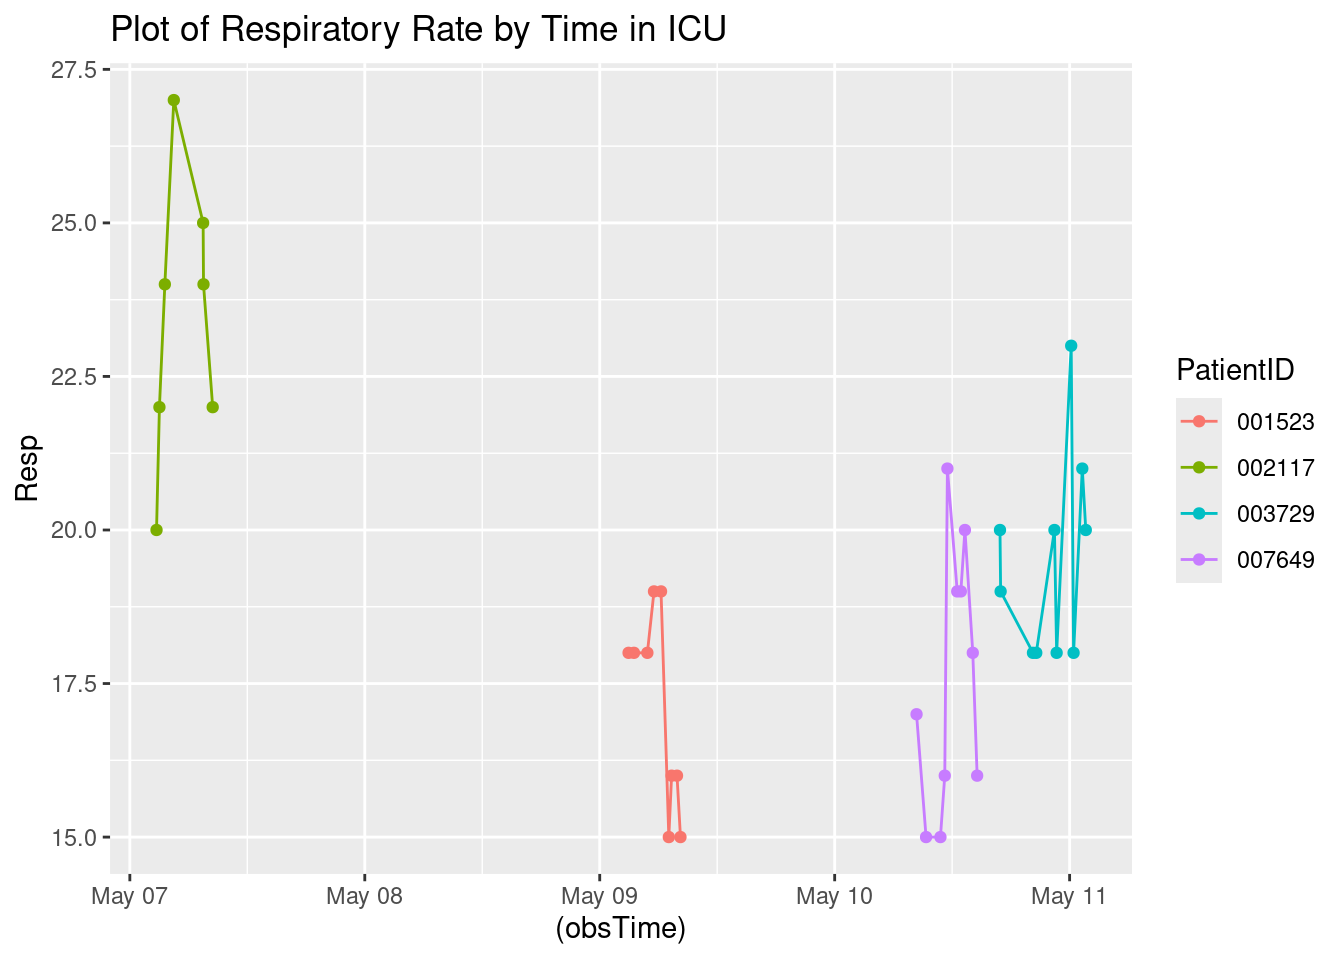 Plot of Respiratory Rate by Time in ICU
27.5
25.0
22.5
20.0
17.5
15.0
Resp
May 07 May 08 May 09 May 10 May 11
(obsTime)
PatientID
001523
002117
003729
007649